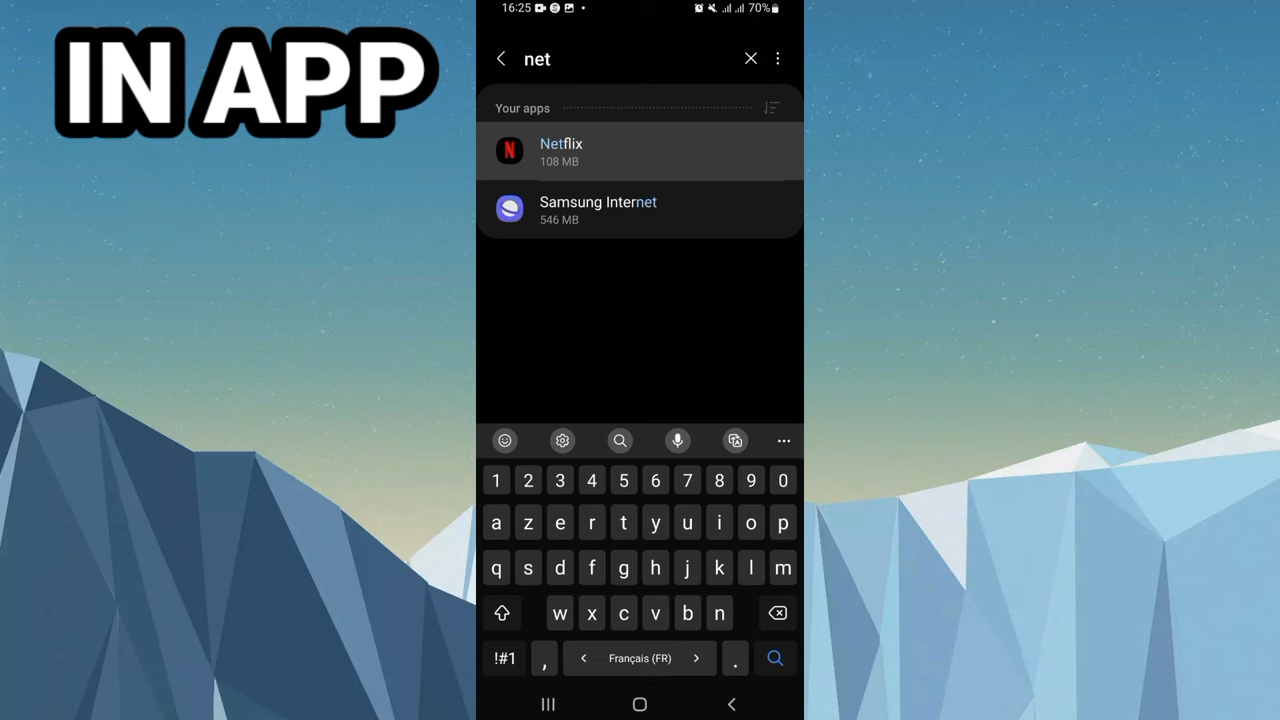 IN APP
16:25 70%
net
Your apps
Netflix
108 MB
Samsung Internet
546 MB
1 2 3 4 5 6 7 8 9 0
a z e r t y u i o p
q s d f g h j k l m
w x c v b n
!#1 , < Français (FR) > .